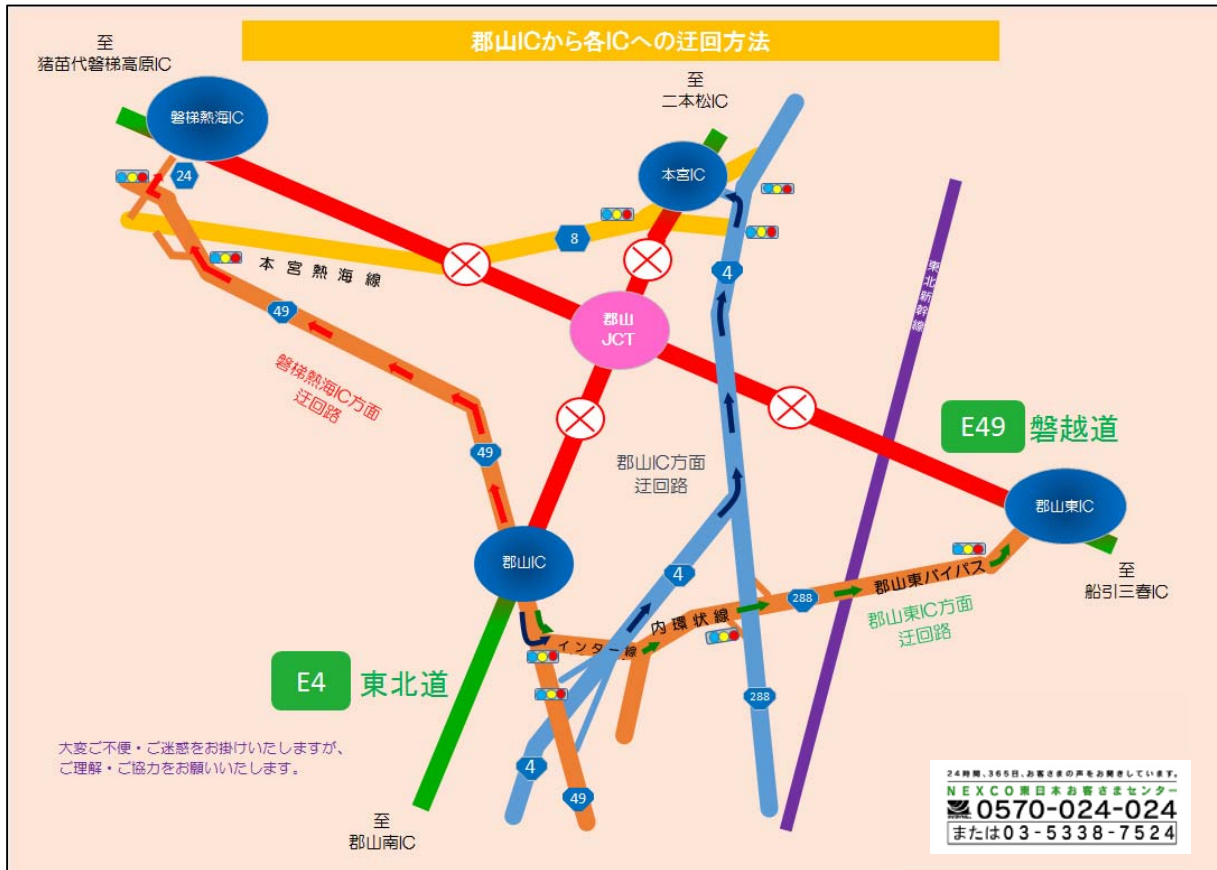 郡山ICから各ICへの迂回方法
至
猪苗代磐梯高原IC
磐梯熱海IC
24
至
二本松IC
本宮IC
8
本宮熱海線
4
東北新幹線
郡山
JCT
49
磐梯熱海IC方面
迂回路
49
E49 磐越道
郡山IC方面
迂回路
郡山東IC
郡山IC
4
至
船引三春IC
郡山東バイパス
288
内環状線
郡山東IC方面
迂回路
インター線
E4 東北道
288
4
49
大変ご不便・ご迷惑をお掛けいたしますが、
ご理解・ご協力をお願いいたします。
至
郡山南IC
24時間、365日、お客さまの声をお聞きしています。
NEXCO東日本お客さまセンター
0570-024-024
または03-5338-7524